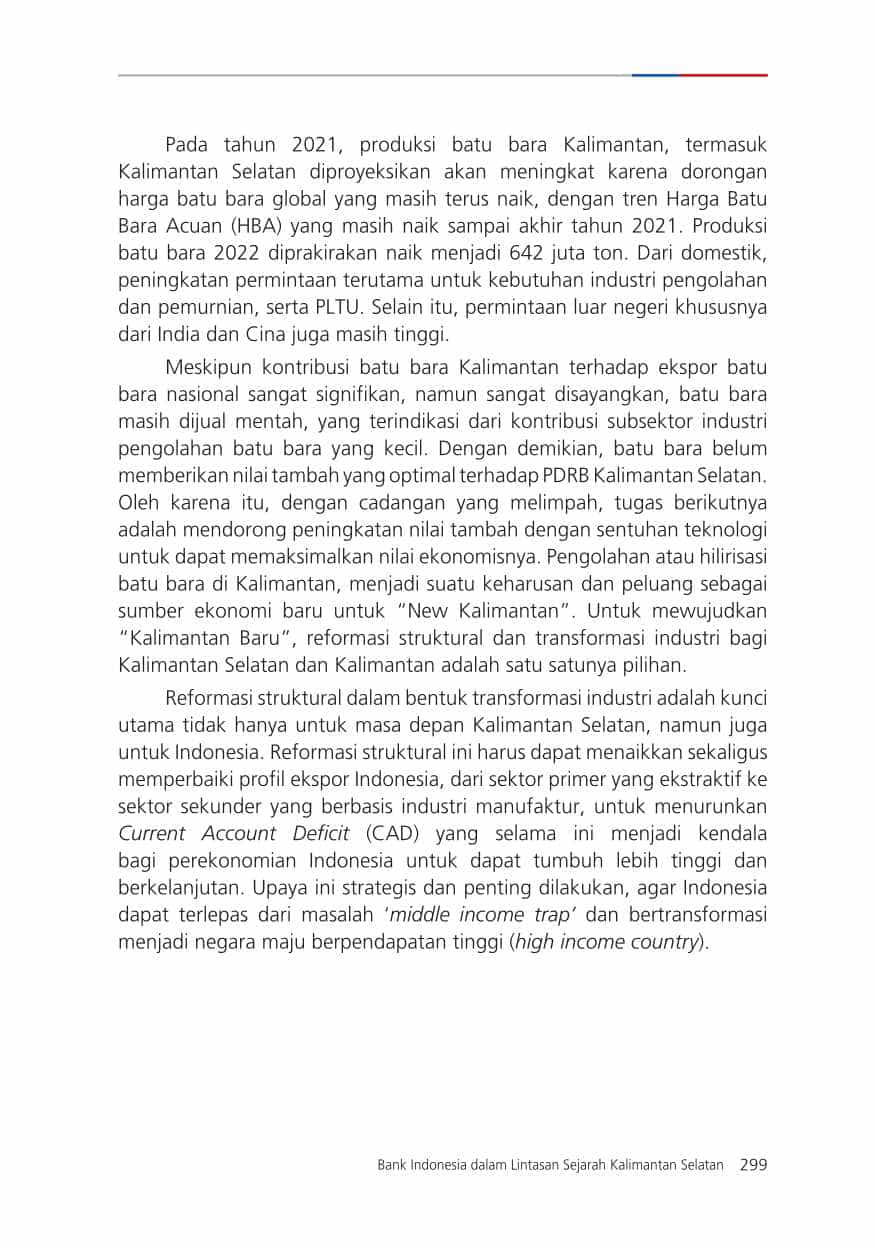 Pada tahun 2021, produksi batu bara Kalimantan, termasuk
Kalimantan Selatan diproyeksikan akan meningkat karena dorongan
harga batu bara global yang masih terus naik, dengan tren Harga Batu
Bara Acuan (HBA) yang masih naik sampai akhir tahun 2021. Produksi
batu bara 2022 diprakirakan naik menjadi 642 juta ton. Dari domestik,
peningkatan permintaan terutama untuk kebutuhan industri pengolahan
dan pemurnian, serta PLTU. Selain itu, permintaan luar negeri khususnya
dari India dan Cina juga masih tinggi.
Meskipun kontribusi batu bara Kalimantan terhadap ekspor batu
bara nasional sangat signifikan, namun sangat disayangkan, batu bara
masih dijual mentah, yang terindikasi dari kontribusi subsektor industri
pengolahan batu bara yang kecil. Dengan demikian, batu bara belum
memberikan nilai tambah yang optimal terhadap PDRB Kalimantan Selatan.
Oleh karena itu, dengan cadangan yang melimpah, tugas berikutnya
adalah mendorong peningkatan nilai tambah dengan sentuhan teknologi
untuk dapat memaksimalkan nilai ekonomisnya. Pengolahan atau hilirisasi
batu bara di Kalimantan, menjadi suatu keharusan dan peluang sebagai
sumber ekonomi baru untuk “New Kalimantan”. Untuk mewujudkan
“Kalimantan Baru”, reformasi struktural dan transformasi industri bagi
Kalimantan Selatan dan Kalimantan adalah satu satunya pilihan.
Reformasi struktural dalam bentuk transformasi industri adalah kunci
utama tidak hanya untuk masa depan Kalimantan Selatan, namun juga
untuk Indonesia. Reformasi struktural ini harus dapat menaikkan sekaligus
memperbaiki profil ekspor Indonesia, dari sektor primer yang ekstraktif ke
sektor sekunder yang berbasis industri manufaktur, untuk menurunkan
Current Account Deficit (CAD) yang selama ini menjadi kendala
bagi perekonomian Indonesia untuk dapat tumbuh lebih tinggi dan
berkelanjutan. Upaya ini strategis dan penting dilakukan, agar Indonesia
dapat terlepas dari masalah ‘middle income trap’ dan bertransformasi
menjadi negara maju berpendapatan tinggi (high income country).
Bank Indonesia dalam Lintasan Sejarah Kalimantan Selatan 299